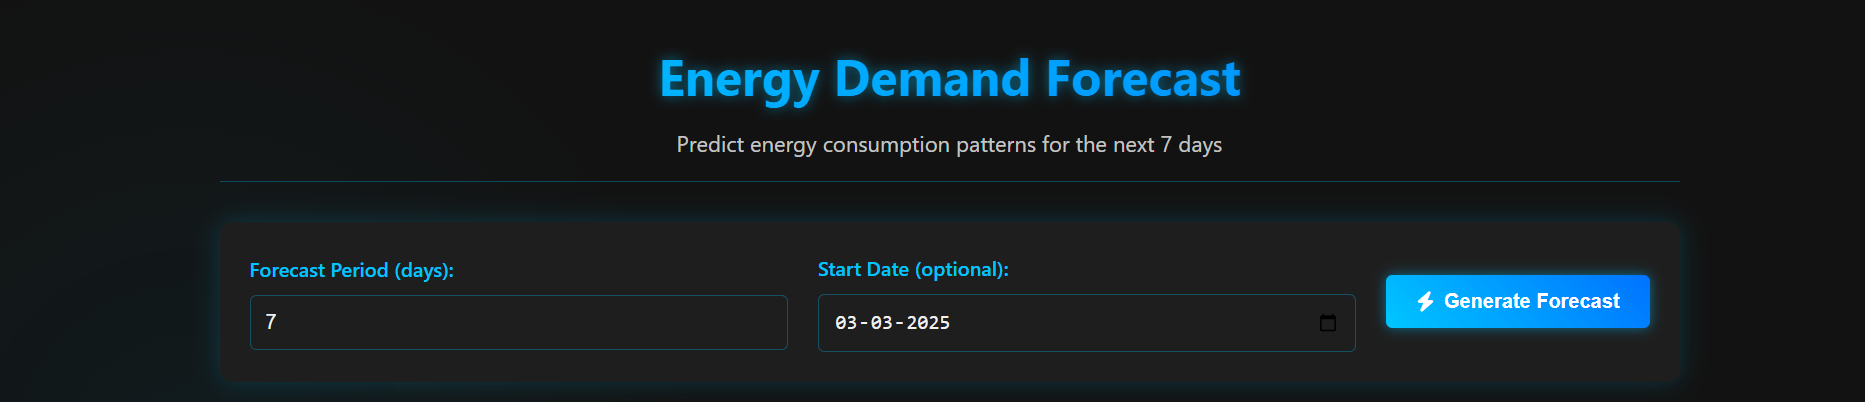 Energy Demand Forecast
Predict energy consumption patterns for the next 7 days
Forecast Period (days):
7
Start Date (optional):
03-03-2025
Generate Forecast